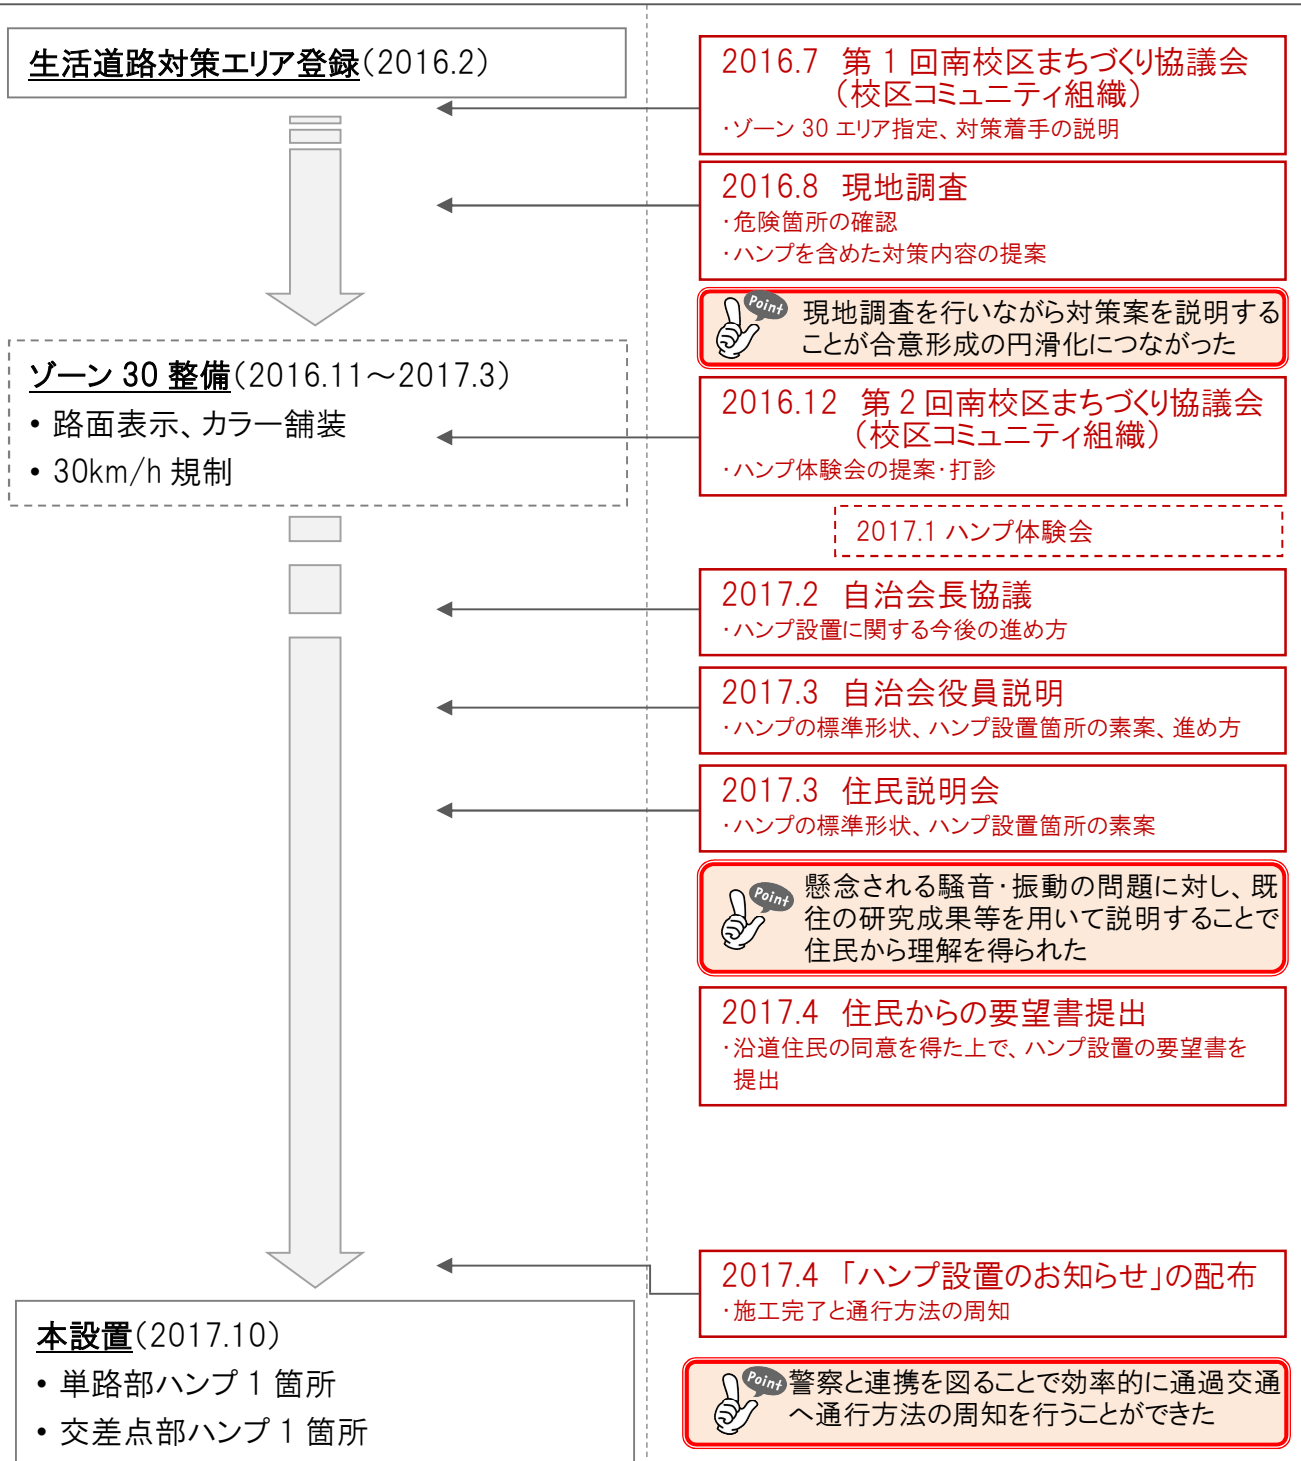 生活道路対策エリア登録(2016.2)
2016.7 第1回南校区まちづくり協議会
(校区コミュニティ組織)
・ゾーン30エリア指定、対策着手の説明
2016.8 現地調査
・危険箇所の確認
・ハンプを含めた対策内容の提案
Point
現地調査を行いながら対策案を説明する
ことが合意形成の円滑化につながった
ゾーン30整備(2016.11~2017.3)
• 路面表示、カラー舗装
• 30km/h規制
2016.12 第2回南校区まちづくり協議会
(校区コミュニティ組織)
・ハンプ体験会の提案・打診
2017.1 ハンプ体験会
2017.2 自治会長協議
・ハンプ設置に関する今後の進め方
2017.3 自治会役員説明
・ハンプの標準形状、ハンプ設置箇所の素案、進め方
2017.3 住民説明会
・ハンプの標準形状、ハンプ設置箇所の素案
Point
懸念される騒音・振動の問題に対し、既
往の研究成果等を用いて説明することで
住民から理解を得られた
2017.4 住民からの要望書提出
・沿道住民の同意を得た上で、ハンプ設置の要望書を
提出
2017.4 「ハンプ設置のお知らせ」の配布
・施工完了と通行方法の周知
本設置(2017.10)
• 単路部ハンプ1箇所
• 交差点部ハンプ1箇所
Point
警察と連携を図ることで効率的に通過交通
へ通行方法の周知を行うことができた